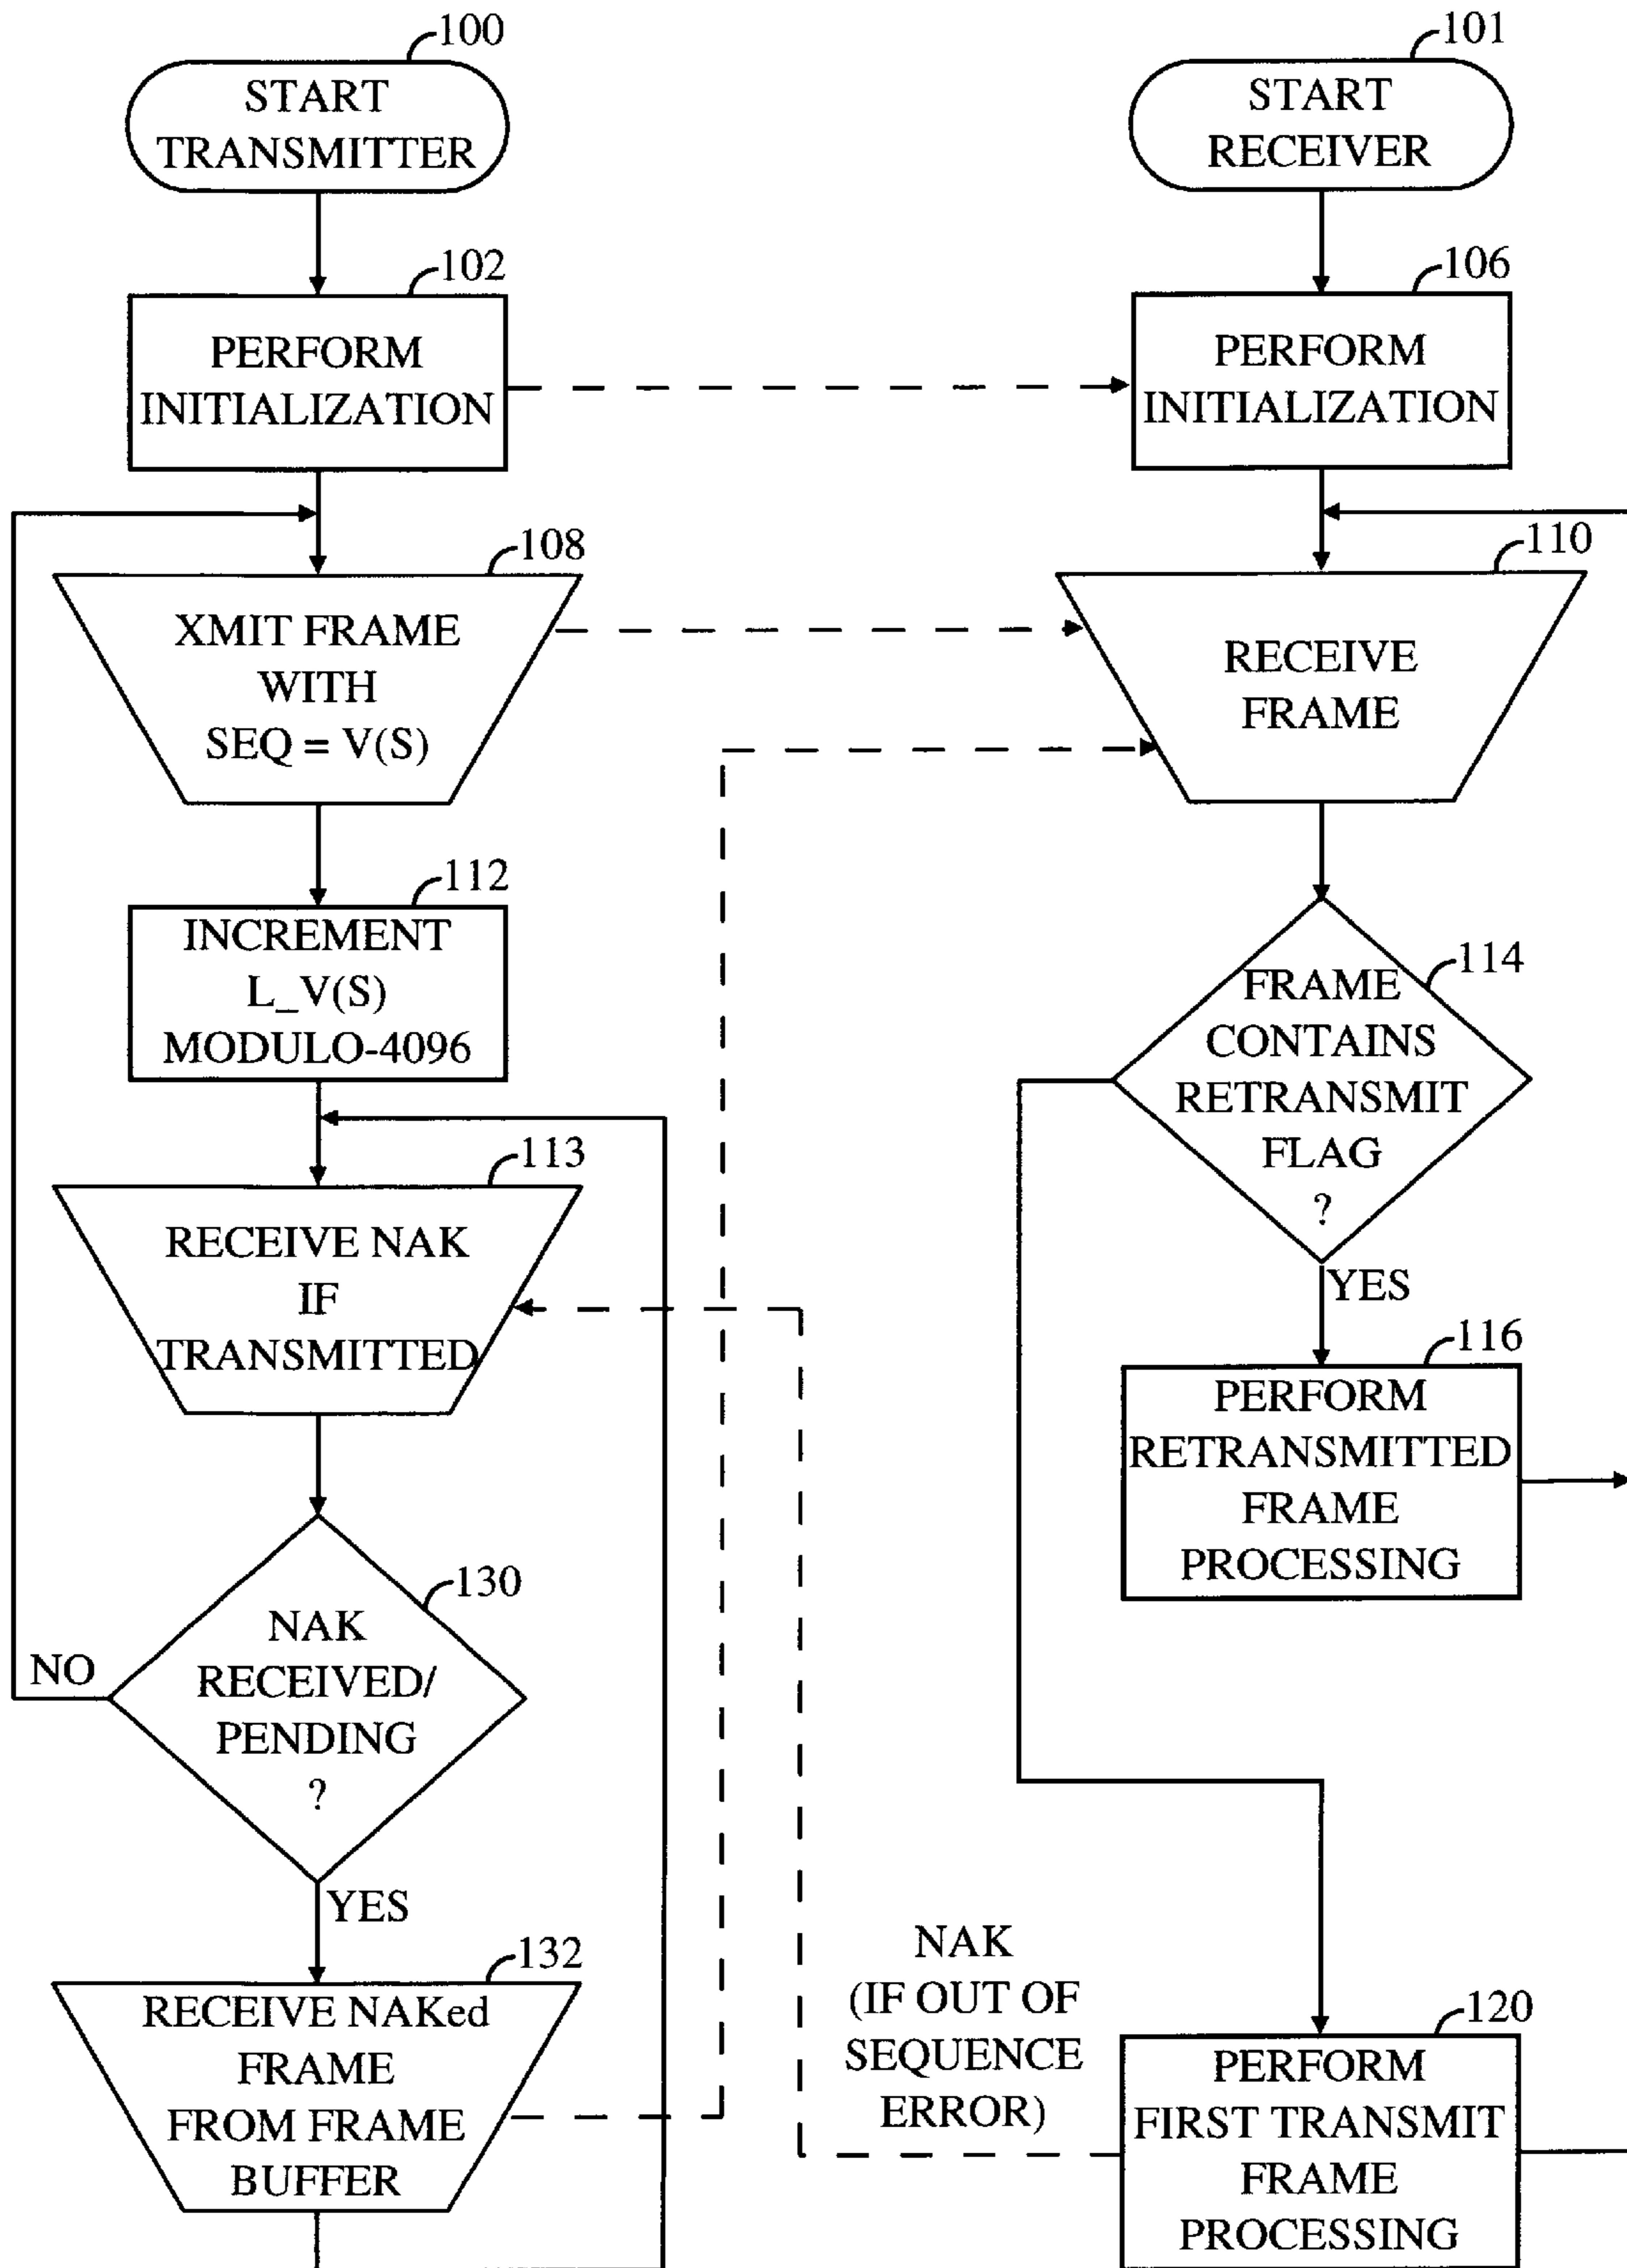 100
START
TRANSMITTER
102
PERFORM
INITIALIZATION
108
XMIT FRAME
WITH
SEQ = V(S)
112
INCREMENT
L_V(S)
MODULO-4096
113
RECEIVE NAK
IF
TRANSMITTED
130
NAK
RECEIVED/
PENDING
?
NO
YES
132
RECEIVE NAKed
FRAME
FROM FRAME
BUFFER
101
START
RECEIVER
106
PERFORM
INITIALIZATION
110
RECEIVE
FRAME
114
FRAME
CONTAINS
RETRANSMIT
FLAG
?
YES
116
PERFORM
RETRANSMITTED
FRAME
PROCESSING
NAK
(IF OUT OF
SEQUENCE
ERROR)
120
PERFORM
FIRST TRANSMIT
FRAME
PROCESSING